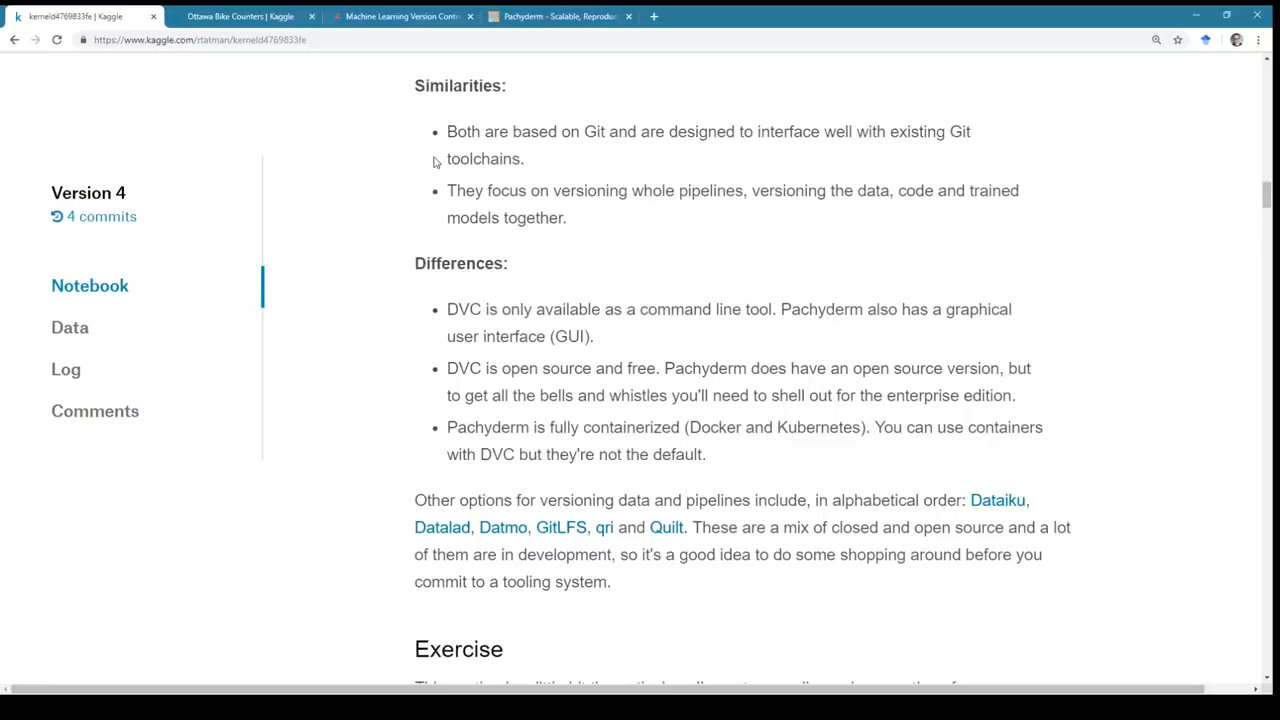 kerneld4769833fe | Kaggle
Ottawa Bike Counters | Kaggle
Machine Learning Version Contr
Pachyderm - Scalable, Reprodu
https://www.kaggle.com/rtatman/kerneld4769833fe
Similarities:
Both are based on Git and are designed to interface well with existing Git
toolchains.
They focus on versioning whole pipelines, versioning the data, code and trained
models together.
Version 4
4 commits
Notebook
Data
Log
Comments
Differences:
DVC is only available as a command line tool. Pachyderm also has a graphical
user interface (GUI).
DVC is open source and free. Pachyderm does have an open source version, but
to get all the bells and whistles you'll need to shell out for the enterprise edition.
Pachyderm is fully containerized (Docker and Kubernetes). You can use containers
with DVC but they're not the default.
Other options for versioning data and pipelines include, in alphabetical order: Dataiku,
Datalad, Datmo, GitLFS, qri and Quilt. These are a mix of closed and open source and a lot
of them are in development, so it's a good idea to do some shopping around before you
commit to a tooling system.
Exercise